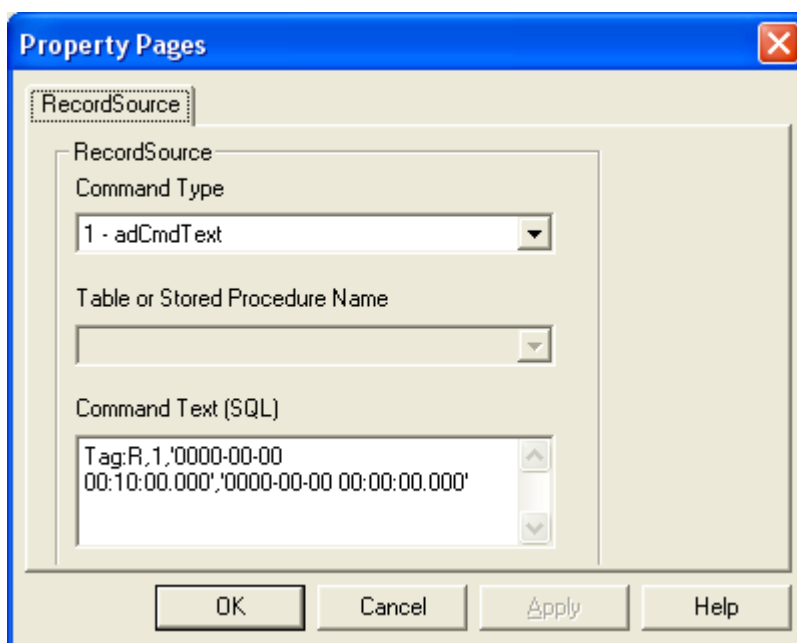 Property Pages
RecordSource
RecordSource
Command Type
1 - adCmdText
Table or Stored Procedure Name
Command Text (SQL)
Tag:R,1,'0000-00-00
00:10:00.000','0000-00-00 00:00:00.000'
OK Cancel Apply Help